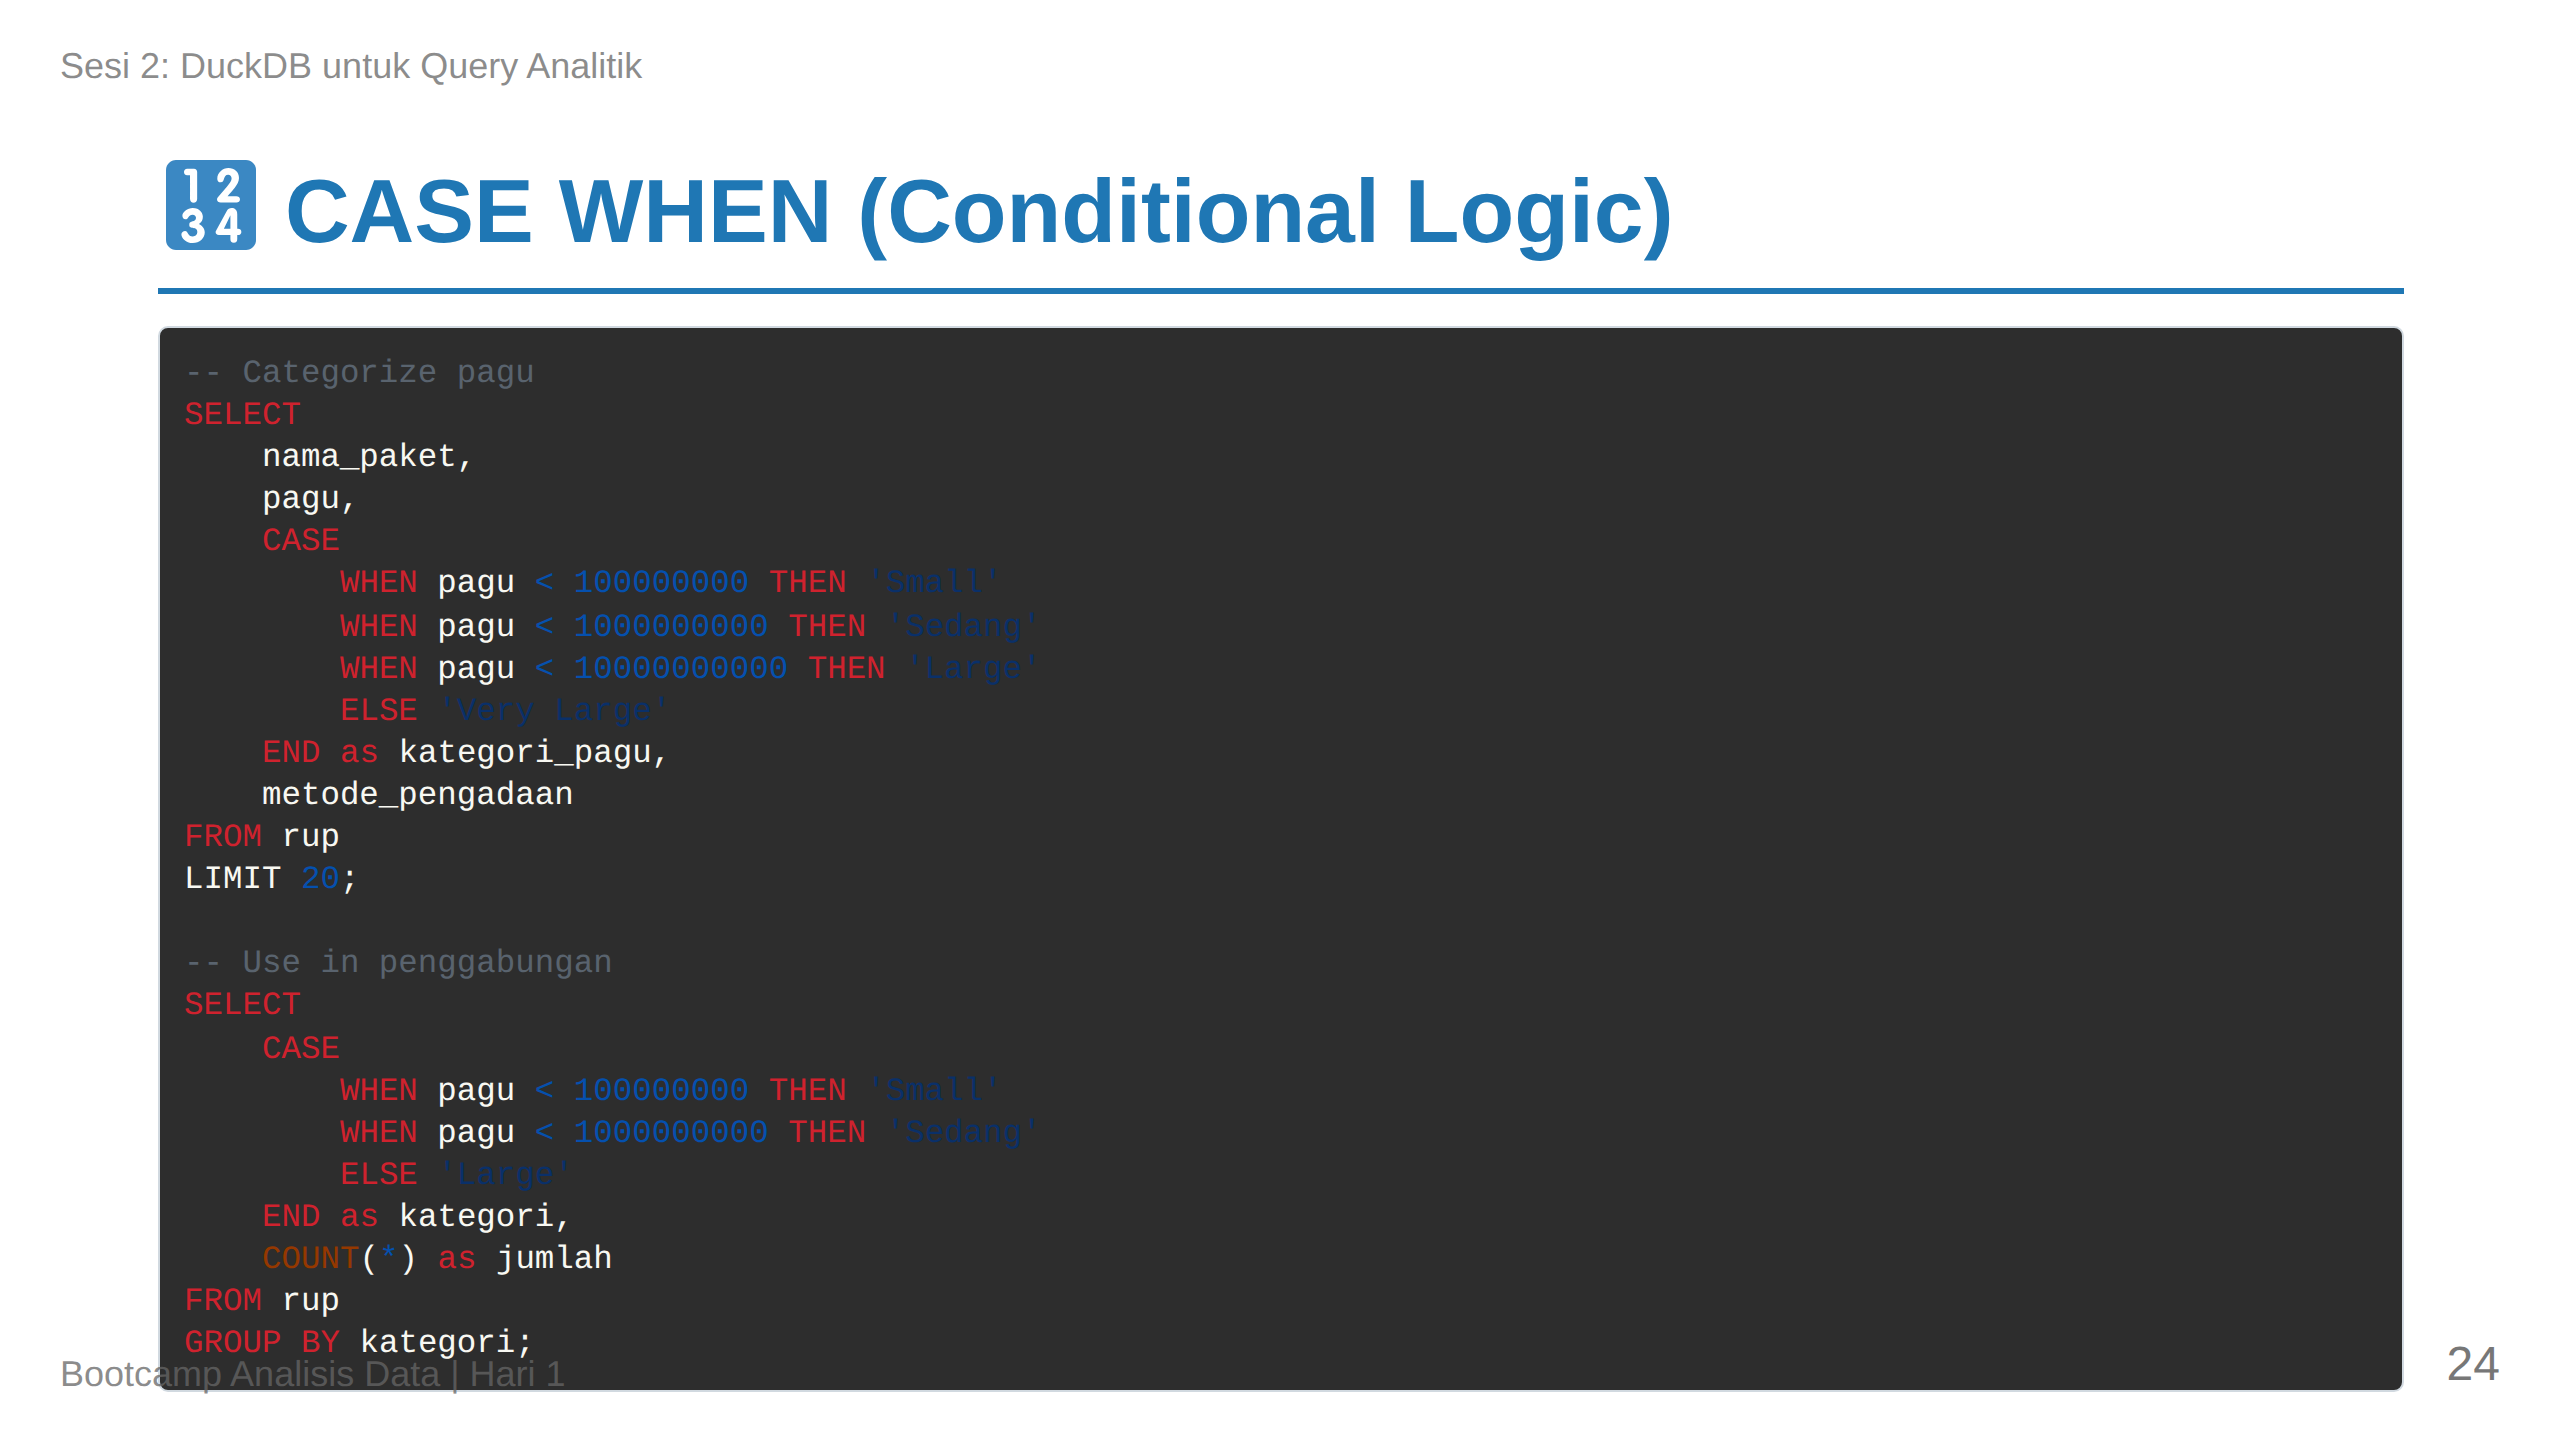 Sesi 2: DuckDB untuk Query Analitik
🔢 CASE WHEN (Conditional Logic)
-- Categorize pagu
SELECT
    nama_paket,
    pagu,
    CASE
        WHEN pagu < 100000000 THEN 'Small'
        WHEN pagu < 1000000000 THEN 'Sedang'
        WHEN pagu < 10000000000 THEN 'Large'
        ELSE 'Very Large'
    END as kategori_pagu,
    metode_pengadaan
FROM rup
LIMIT 20;
-- Use in penggabungan
SELECT
    CASE
        WHEN pagu < 100000000 THEN 'Small'
        WHEN pagu < 1000000000 THEN 'Sedang'
        ELSE 'Large'
    END as kategori,
    COUNT(*) as jumlah
FROM rup
GROUP BY kategori;
Bootcamp Analisis Data | Hari 1
24